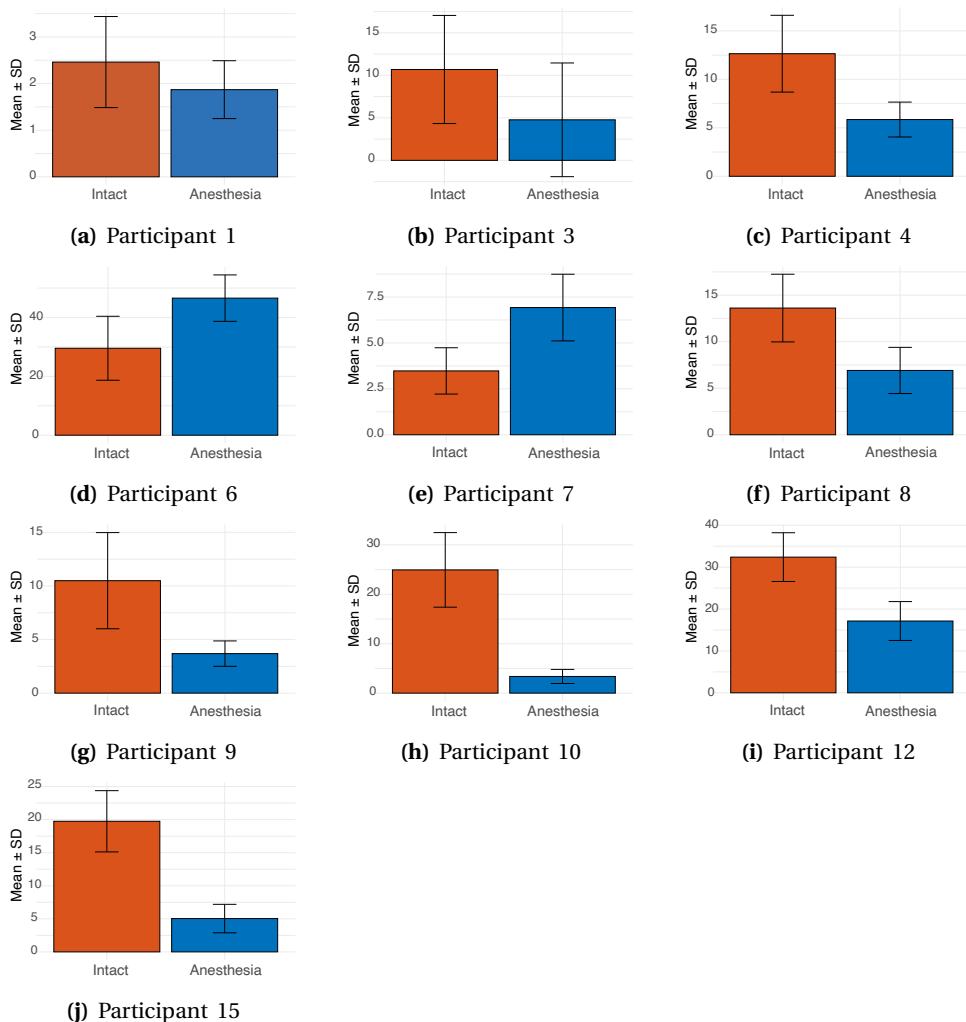 Mean ± SD
3
2
1
0
Intact Anesthesia
(a) Participant 1
Mean ± SD
15
10
5
0
Intact Anesthesia
(b) Participant 3
Mean ± SD
15
10
5
0
Intact Anesthesia
(c) Participant 4
Mean ± SD
40
20
0
Intact Anesthesia
(d) Participant 6
Mean ± SD
7.5
5.0
2.5
0.0
Intact Anesthesia
(e) Participant 7
Mean ± SD
15
10
5
0
Intact Anesthesia
(f) Participant 8
Mean ± SD
15
10
5
0
Intact Anesthesia
(g) Participant 9
Mean ± SD
30
20
10
0
Intact Anesthesia
(h) Participant 10
Mean ± SD
40
30
20
10
0
Intact Anesthesia
(i) Participant 12
Mean ± SD
25
20
15
10
5
0
Intact Anesthesia
(j) Participant 15